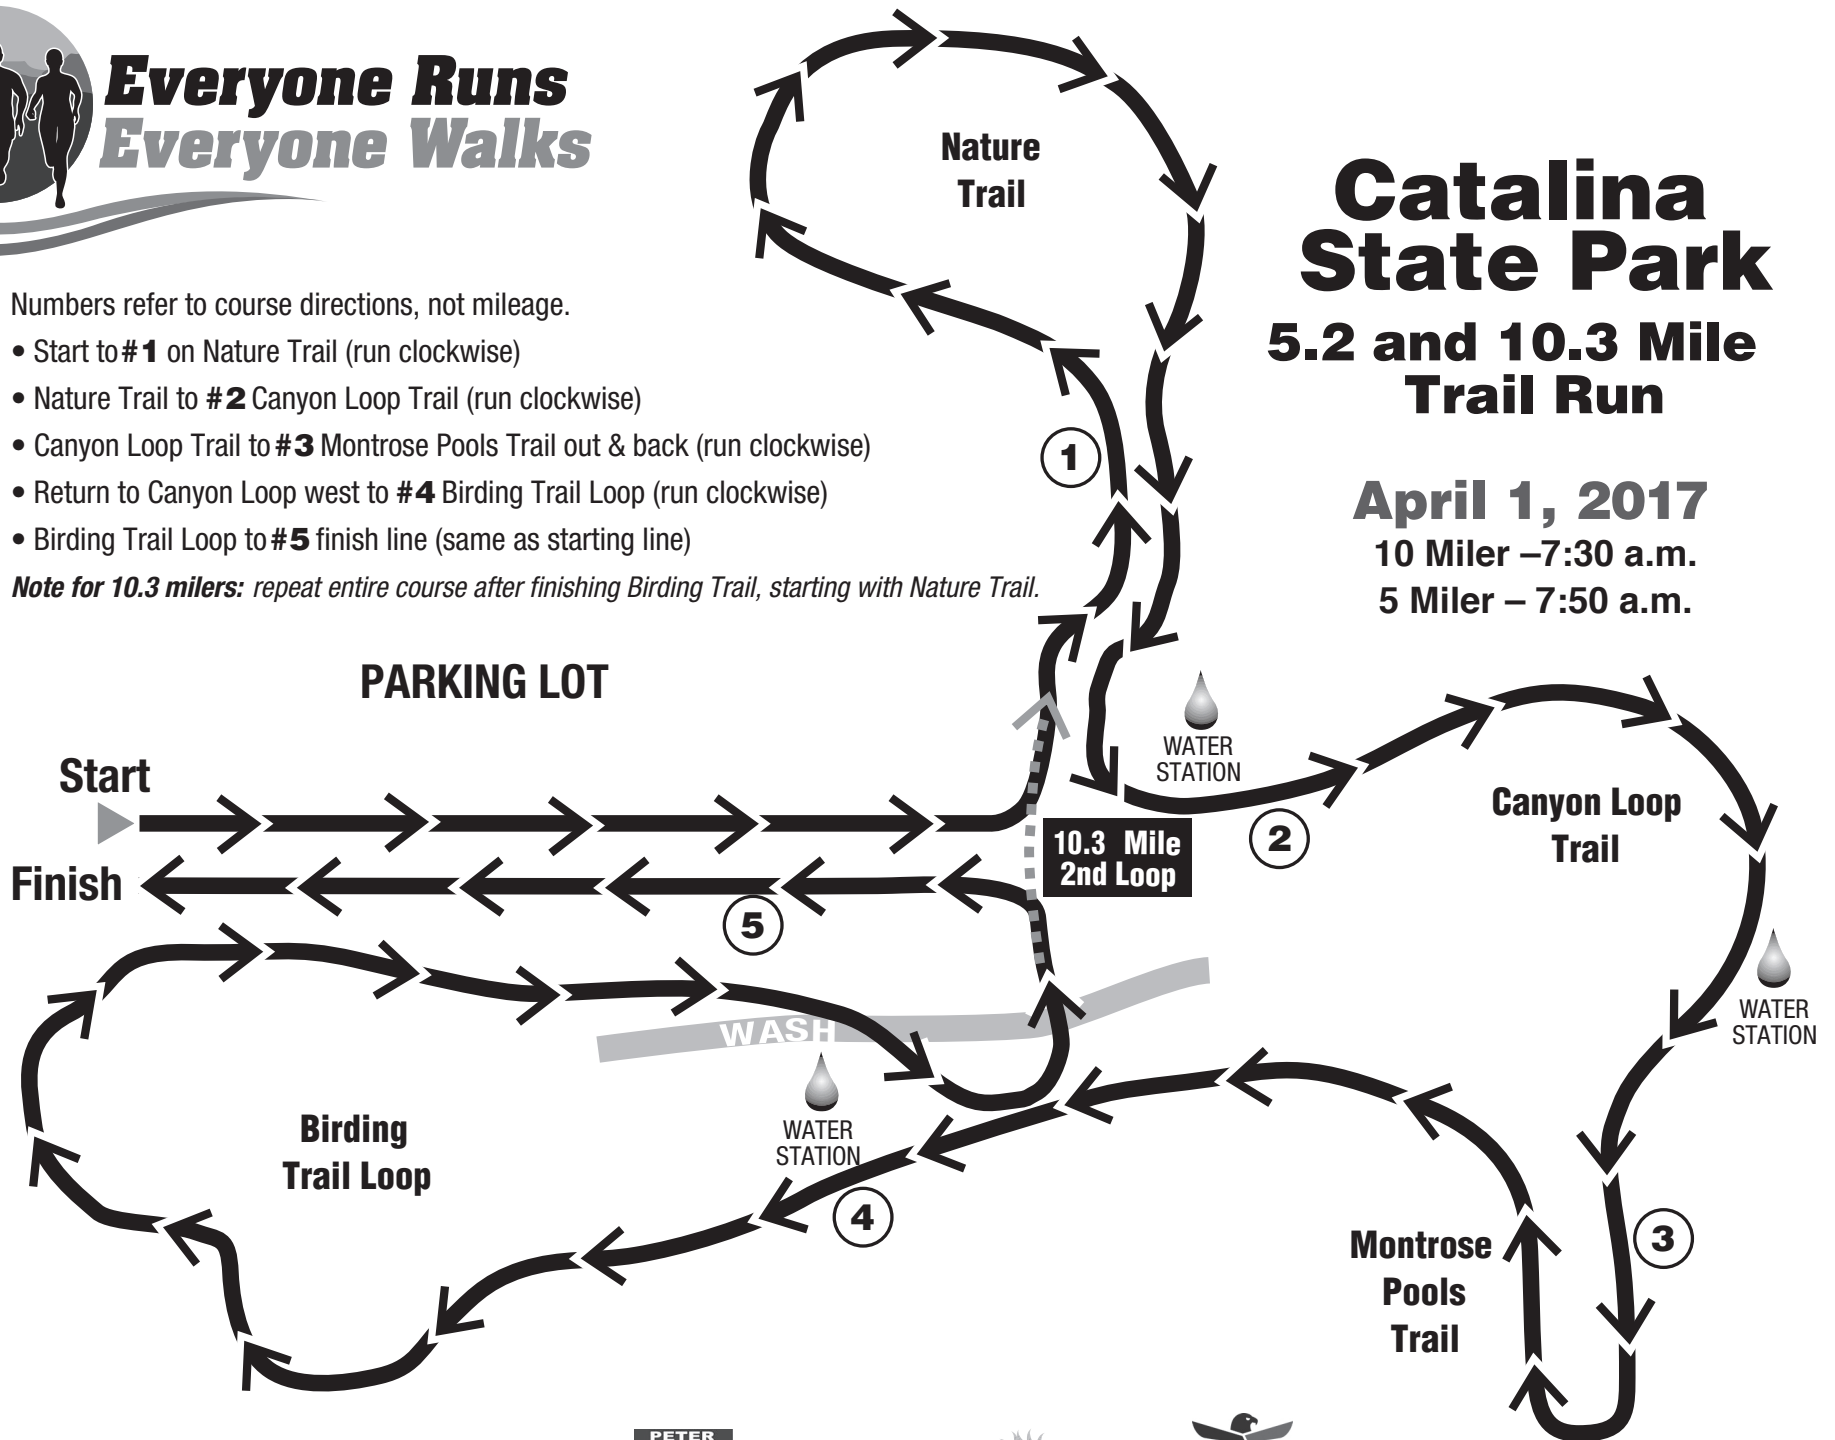 Everyone Runs
Everyone Walks
Numbers refer to course directions, not mileage.
• Start to #1 on Nature Trail (run clockwise)
• Nature Trail to #2 Canyon Loop Trail (run clockwise)
• Canyon Loop Trail to #3 Montrose Pools Trail out & back (run clockwise)
• Return to Canyon Loop west to #4 Birding Trail Loop (run clockwise)
• Birding Trail Loop to #5 finish line (same as starting line)
Note for 10.3 milers: repeat entire course after finishing Birding Trail, starting with Nature Trail.
Catalina
State Park
5.2 and 10.3 Mile
Trail Run
April 1, 2017
10 Miler –7:30 a.m.
5 Miler – 7:50 a.m.
Nature
Trail
1
PARKING LOT
Start
Finish
WATER
STATION
10.3 Mile
2nd Loop
2
Canyon Loop
Trail
5
WATER
STATION
WASH
WATER
STATION
Birding
Trail Loop
4
3
Montrose
Pools
Trail
PETER